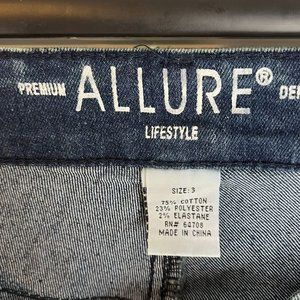 PREMIUM ALLURE® DEN
LIFESTYLE
SIZE: 3
75% COTTON
23% POLYESTER
2% ELASTANE
RN# 64708
MADE IN CHINA